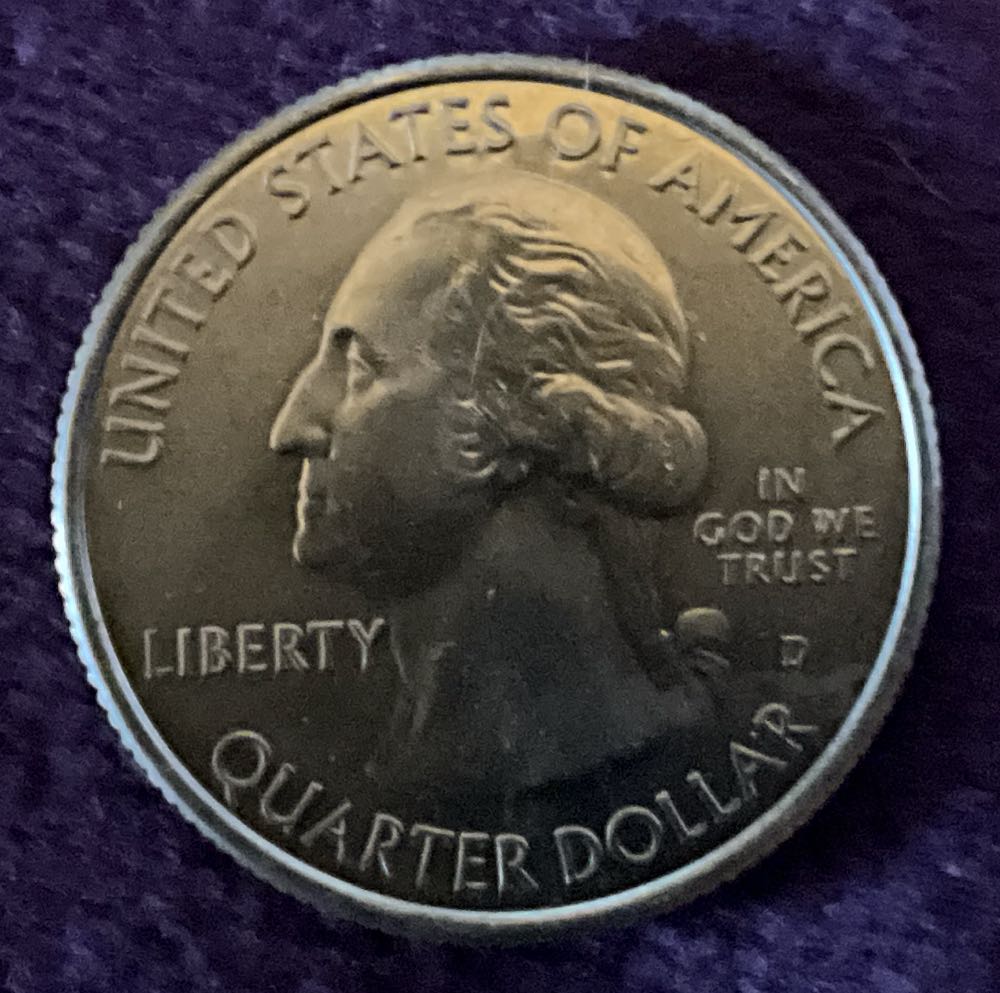 UNITED STATES OF AMERICA
IN
GOD WE
TRUST
LIBERTY
D
QUARTER DOLLAR